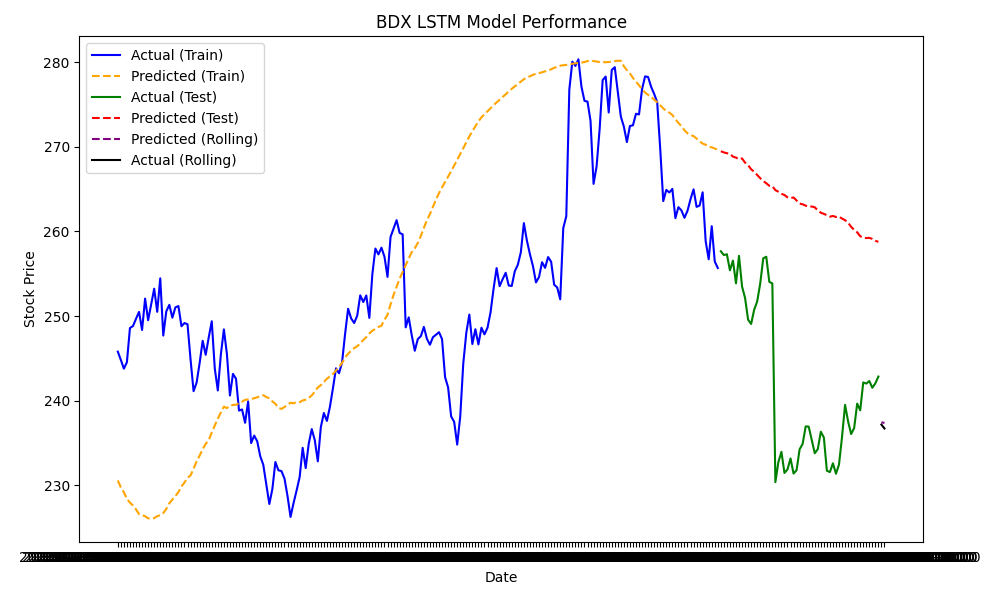 BDX LSTM Model Performance
Actual (Train)
Predicted (Train)
Actual (Test)
Predicted (Test)
Predicted (Rolling)
Actual (Rolling)
280
270
260
250
240
230
Stock Price
Date